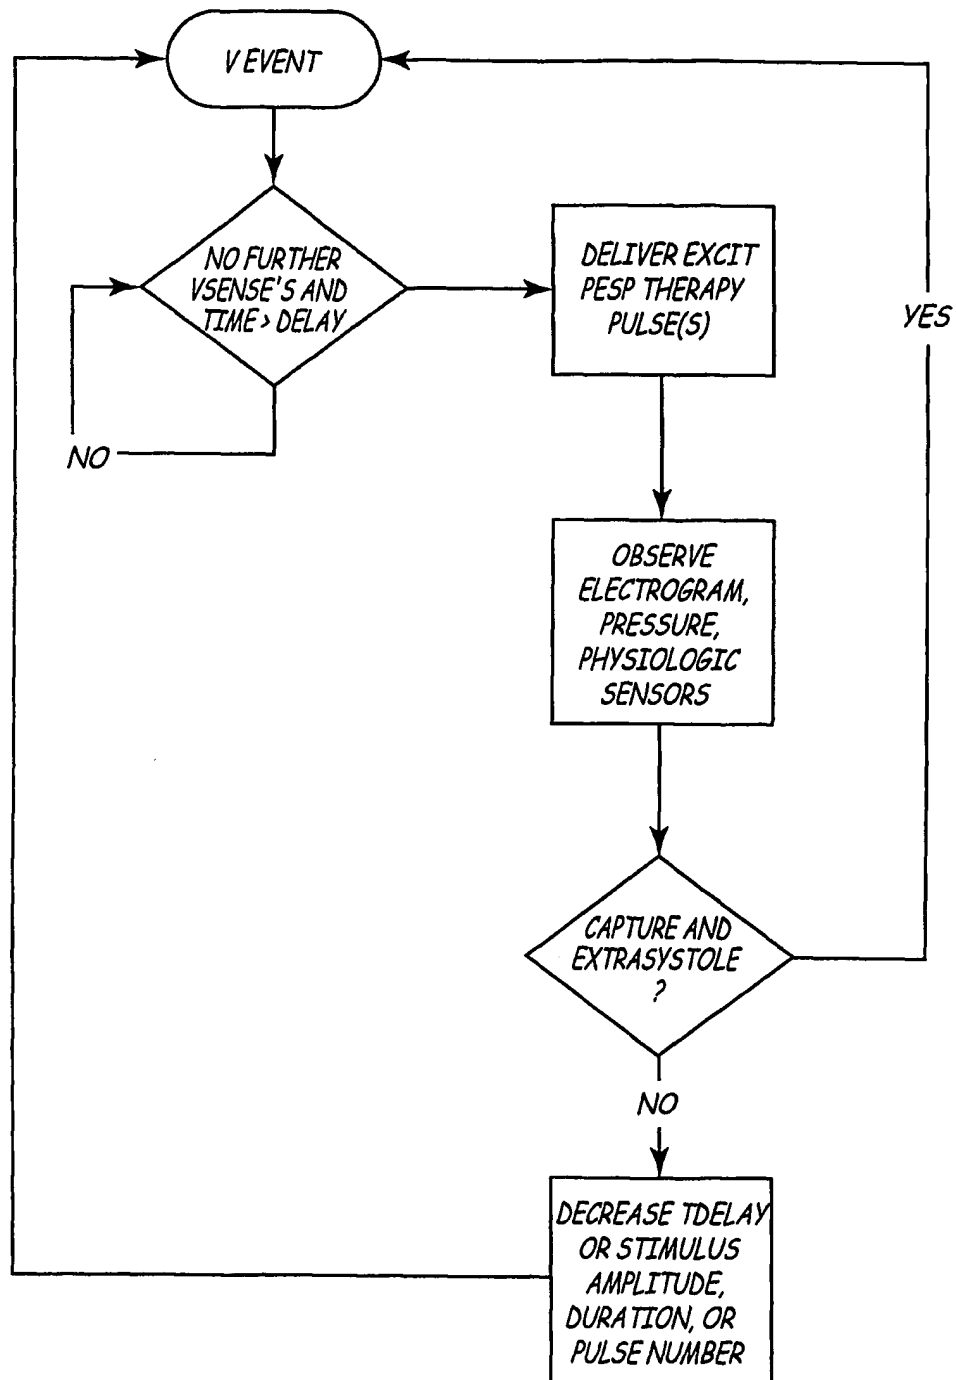 V EVENT
NO FURTHER
VSENSE'S AND
TIME > DELAY
NO
DELIVER EXCIT
PESP THERAPY
PULSE(S)
YES
OBSERVE
ELECTROGRAM,
PRESSURE,
PHYSIOLOGIC
SENSORS
CAPTURE AND
EXTRASYSTOLE
?
NO
DECREASE TDELAY
OR STIMULUS
AMPLITUDE,
DURATION, OR
PULSE NUMBER